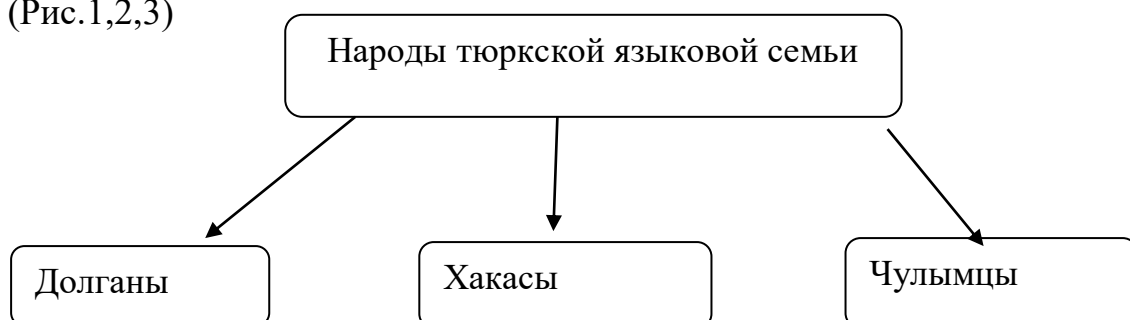 (Рис.1,2,3)
Народы тюркской языковой семьи
Долганы
Хакасы
Чулымцы